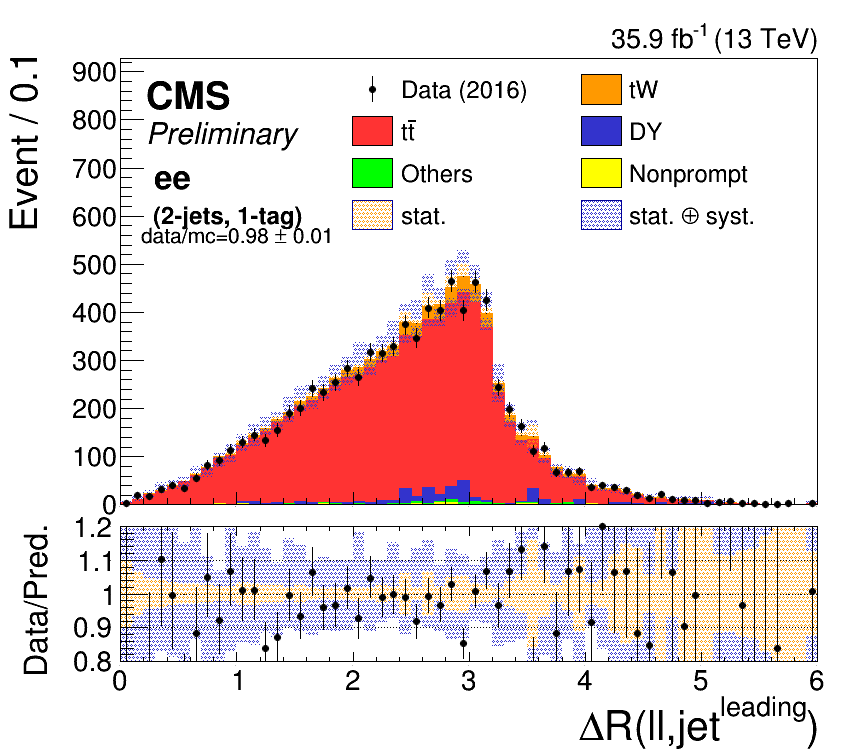 35.9 fb⁻¹ (13 TeV)
Event / 0.1
900
800
700
600
500
400
300
200
100
0
CMS
Preliminary
ee
(2-jets, 1-tag)
data/mc=0.98 ± 0.01
Data (2016)
tW
tt̄
DY
Others
Nonprompt
stat.
stat. ⊕ syst.
Data/Pred.
1.2
1.1
1
0.9
0.8
0 1 2 3 4 5 6
ΔR(ll,jet^leading)